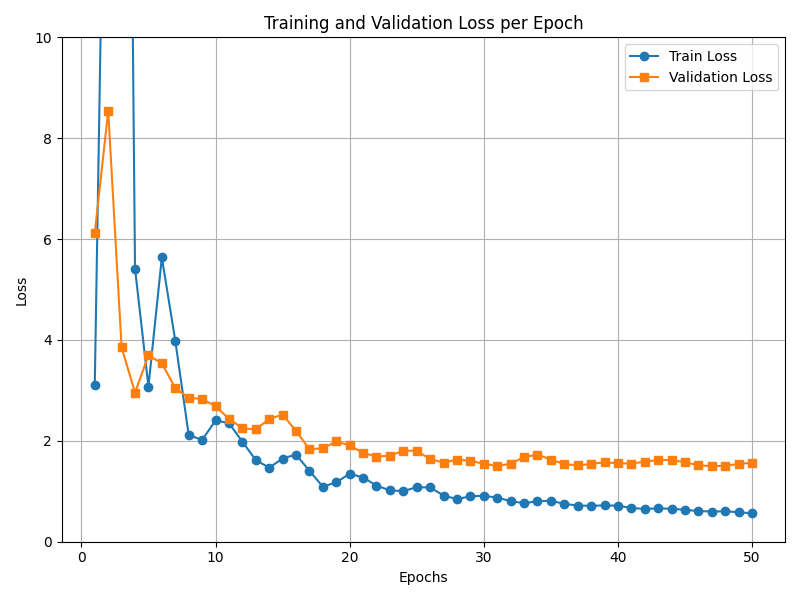 Training and Validation Loss per Epoch
Train Loss
Validation Loss
10
8
6
4
2
0
Loss
0 10 20 30 40 50
Epochs